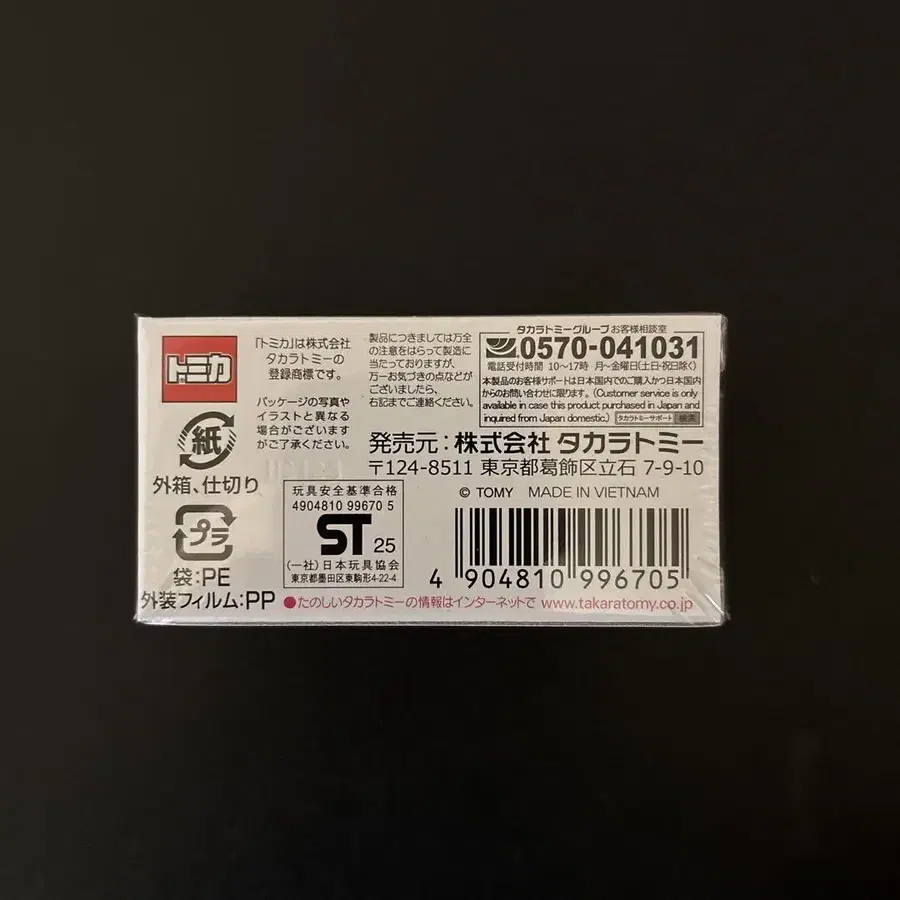 トミカ
「トミカ」は株式会社
タカラトミーの
登録商標です。
パッケージの写真や
イラストと異なる
場合がございます
がご了承ください。
製品につきましては万全
の注意をはらって製造に
当たっておりますが、
万一お気づきの点などが
ございましたら、
右記までご連絡ください。
タカラトミーグループ お客様相談室
0570-041031
電話受付時間 10〜17時 月〜金曜日(土日・祝日除く)
本製品のお客様サポートは日本国内でのご購入かつ日本国内
からのお問い合わせに限ります。(Customer service is only
available in case this product purchased in Japan and
inquired from Japan domestic.) タカラトミーサポート 検索
発売元:株式会社 タカラトミー
〒124-8511 東京都葛飾区立石 7-9-10
© TOMY MADE IN VIETNAM
紙
外箱、仕切り
プラ
袋:PE
外装フィルム:PP
玩具安全基準合格
4904810 99670 5
ST 25
(一社)日本玩具協会
東京都墨田区東駒形4-22-4
4 904810 996705
●たのしいタカラトミーの情報はインターネットで www.takaratomy.co.jp